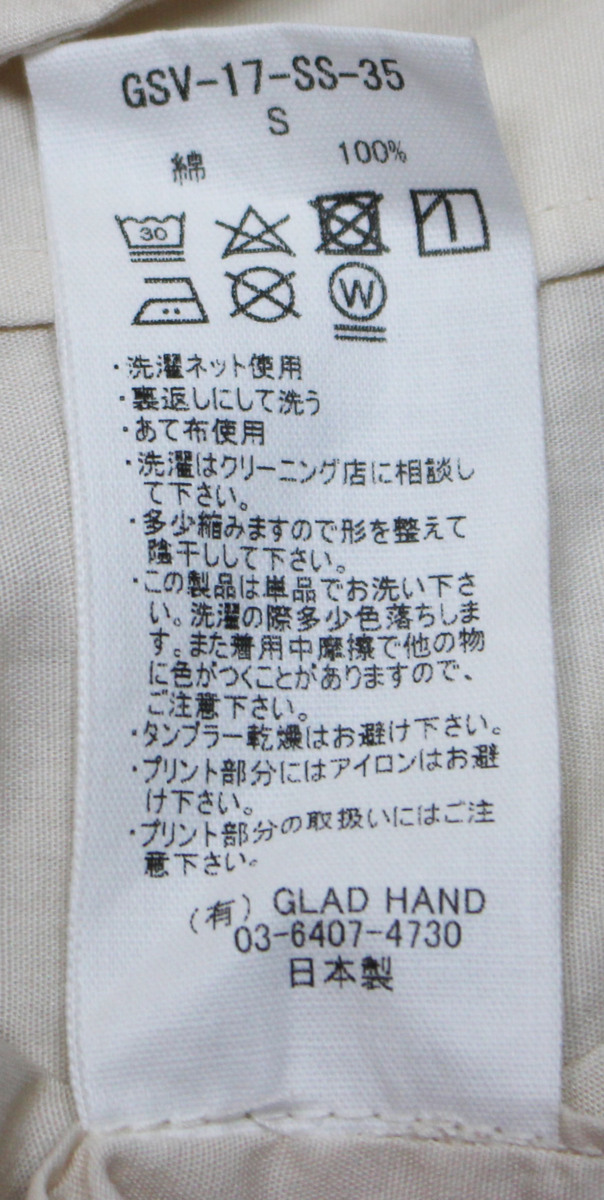 GSV-17-SS-35
S
綿 100%
30
W
・洗濯ネット使用
・裏返しにして洗う
・あて布使用
・洗濯はクリーニング店に相談し
て下さい。
・多少縮みますので形を整えて
陰干しして下さい。
・この製品は単品でお洗い下さ
い。洗濯の際多少色落ちしま
す。また着用中摩擦で他の物
に色がつくことがありますので、
ご注意下さい。
・タンブラー乾燥はお避け下さい。
・プリント部分にはアイロンはお避
け下さい。
・プリント部分の取扱いにはご注
意下さい。
(有) GLAD HAND
03-6407-4730
日本製